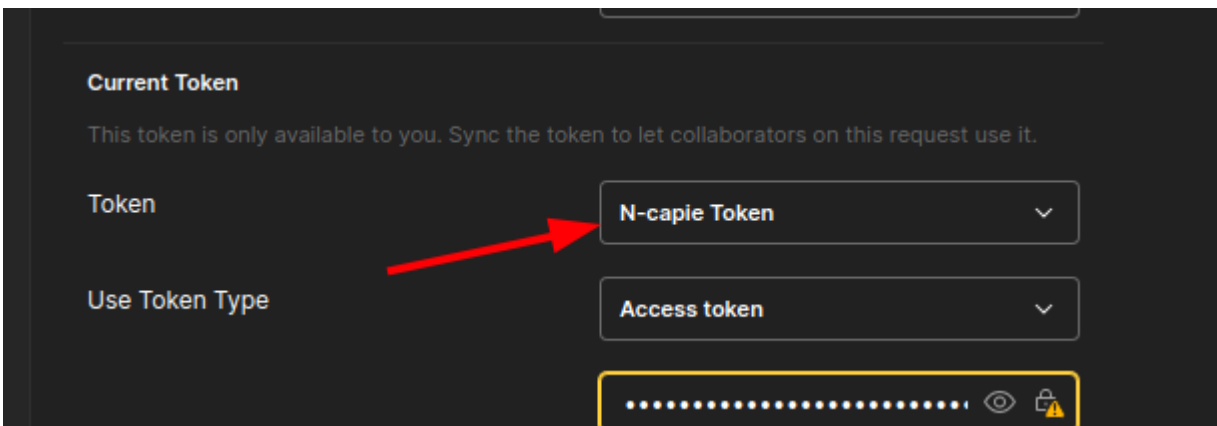 Current Token
This token is only available to you. Sync the token to let collaborators on this request use it.
Token
N-capie Token
Use Token Type
Access token